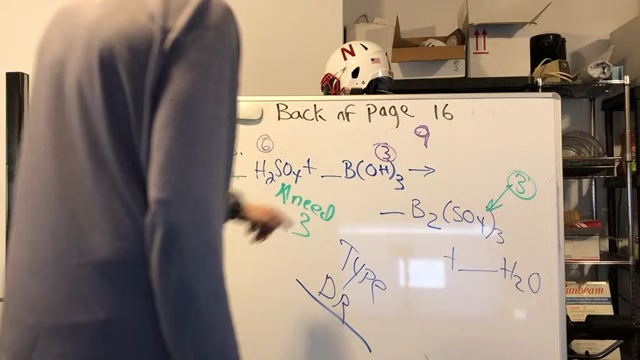 Back of Page 16
6 3 9
_ H₂SO₄ + _ B(OH)₃ →
↑ need
3
3
_ B₂(SO₄)₃
+ _ H₂O
TYPE
DR
N
Sunbeam